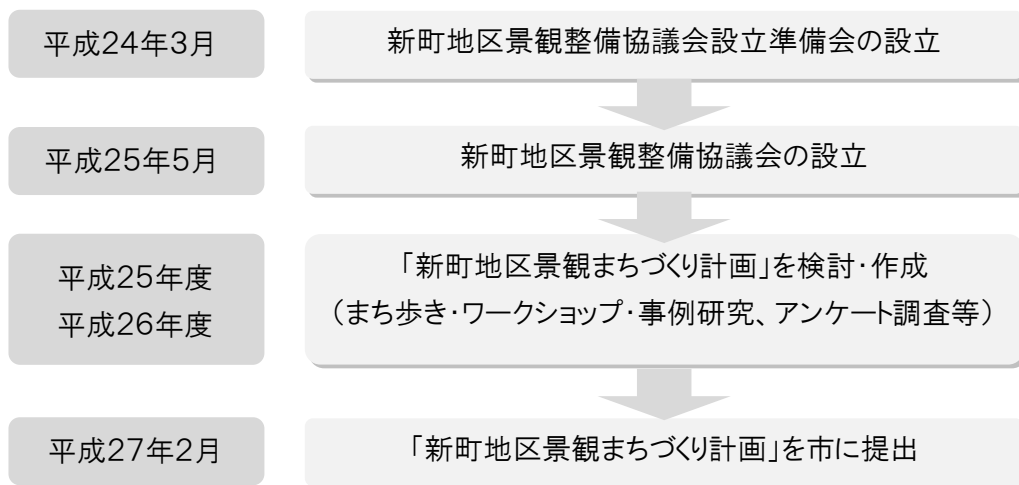 平成24年3月
新町地区景観整備協議会設立準備会の設立
平成25年5月
新町地区景観整備協議会の設立
平成25年度
平成26年度
「新町地区景観まちづくり計画」を検討・作成
（まち歩き・ワークショップ・事例研究、アンケート調査等）
平成27年2月
「新町地区景観まちづくり計画」を市に提出